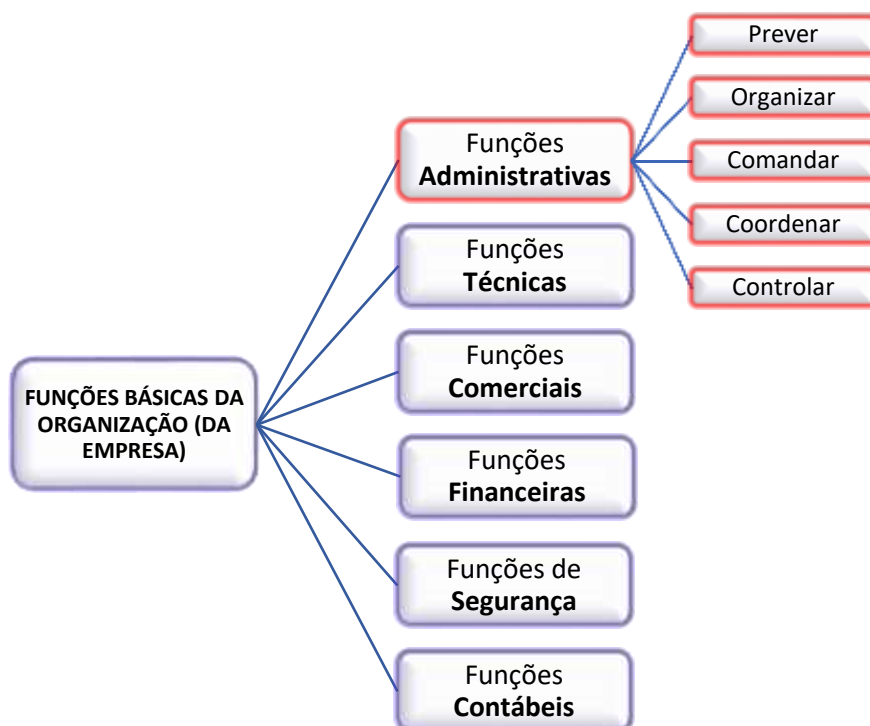 FUNÇÕES BÁSICAS DA
ORGANIZAÇÃO (DA
EMPRESA)
Funções
Administrativas
Prever
Organizar
Comandar
Coordenar
Controlar
Funções
Técnicas
Funções
Comerciais
Funções
Financeiras
Funções de
Segurança
Funções
Contábeis